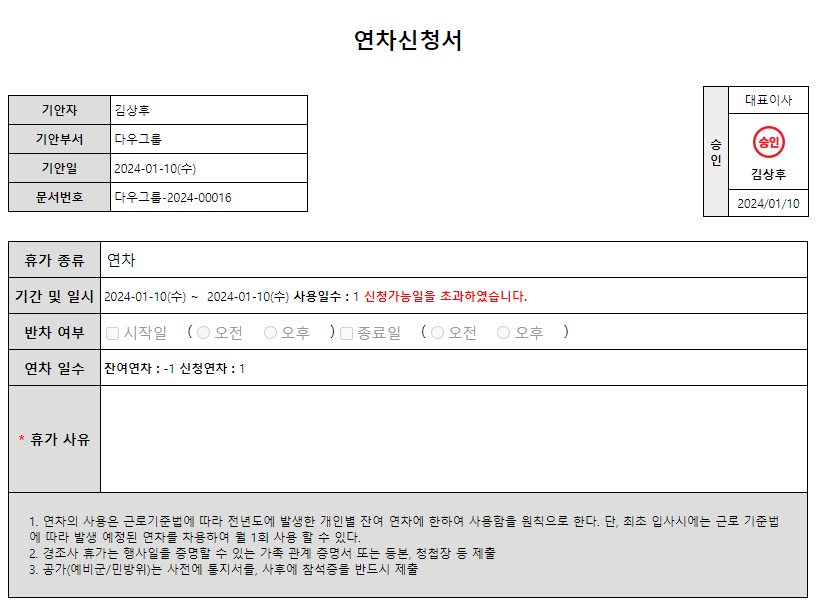 연차신청서
기안자 김상후
기안부서 다우그룹
기안일 2024-01-10(수)
문서번호 다우그룹-2024-00016
승인
대표이사
승인
김상후
2024/01/10
휴가 종류 연차
기간 및 일시 2024-01-10(수) ~ 2024-01-10(수) 사용일수 : 1 신청가능일을 초과하였습니다.
반차 여부 시작일 ( 오전 오후 ) 종료일 ( 오전 오후 )
연차 일수 잔여연차 : -1 신청연차 : 1
* 휴가 사유
1. 연차의 사용은 근로기준법에 따라 전년도에 발생한 개인별 잔여 연차에 한하여 사용함을 원칙으로 한다. 단, 최초 입사시에는 근로 기준법
에 따라 발생 예정된 연차를 차용하여 월 1회 사용 할 수 있다.
2. 경조사 휴가는 행사일을 증명할 수 있는 가족 관계 증명서 또는 등본, 청첩장 등 제출
3. 공가(예비군/민방위)는 사전에 통지서를, 사후에 참석증을 반드시 제출